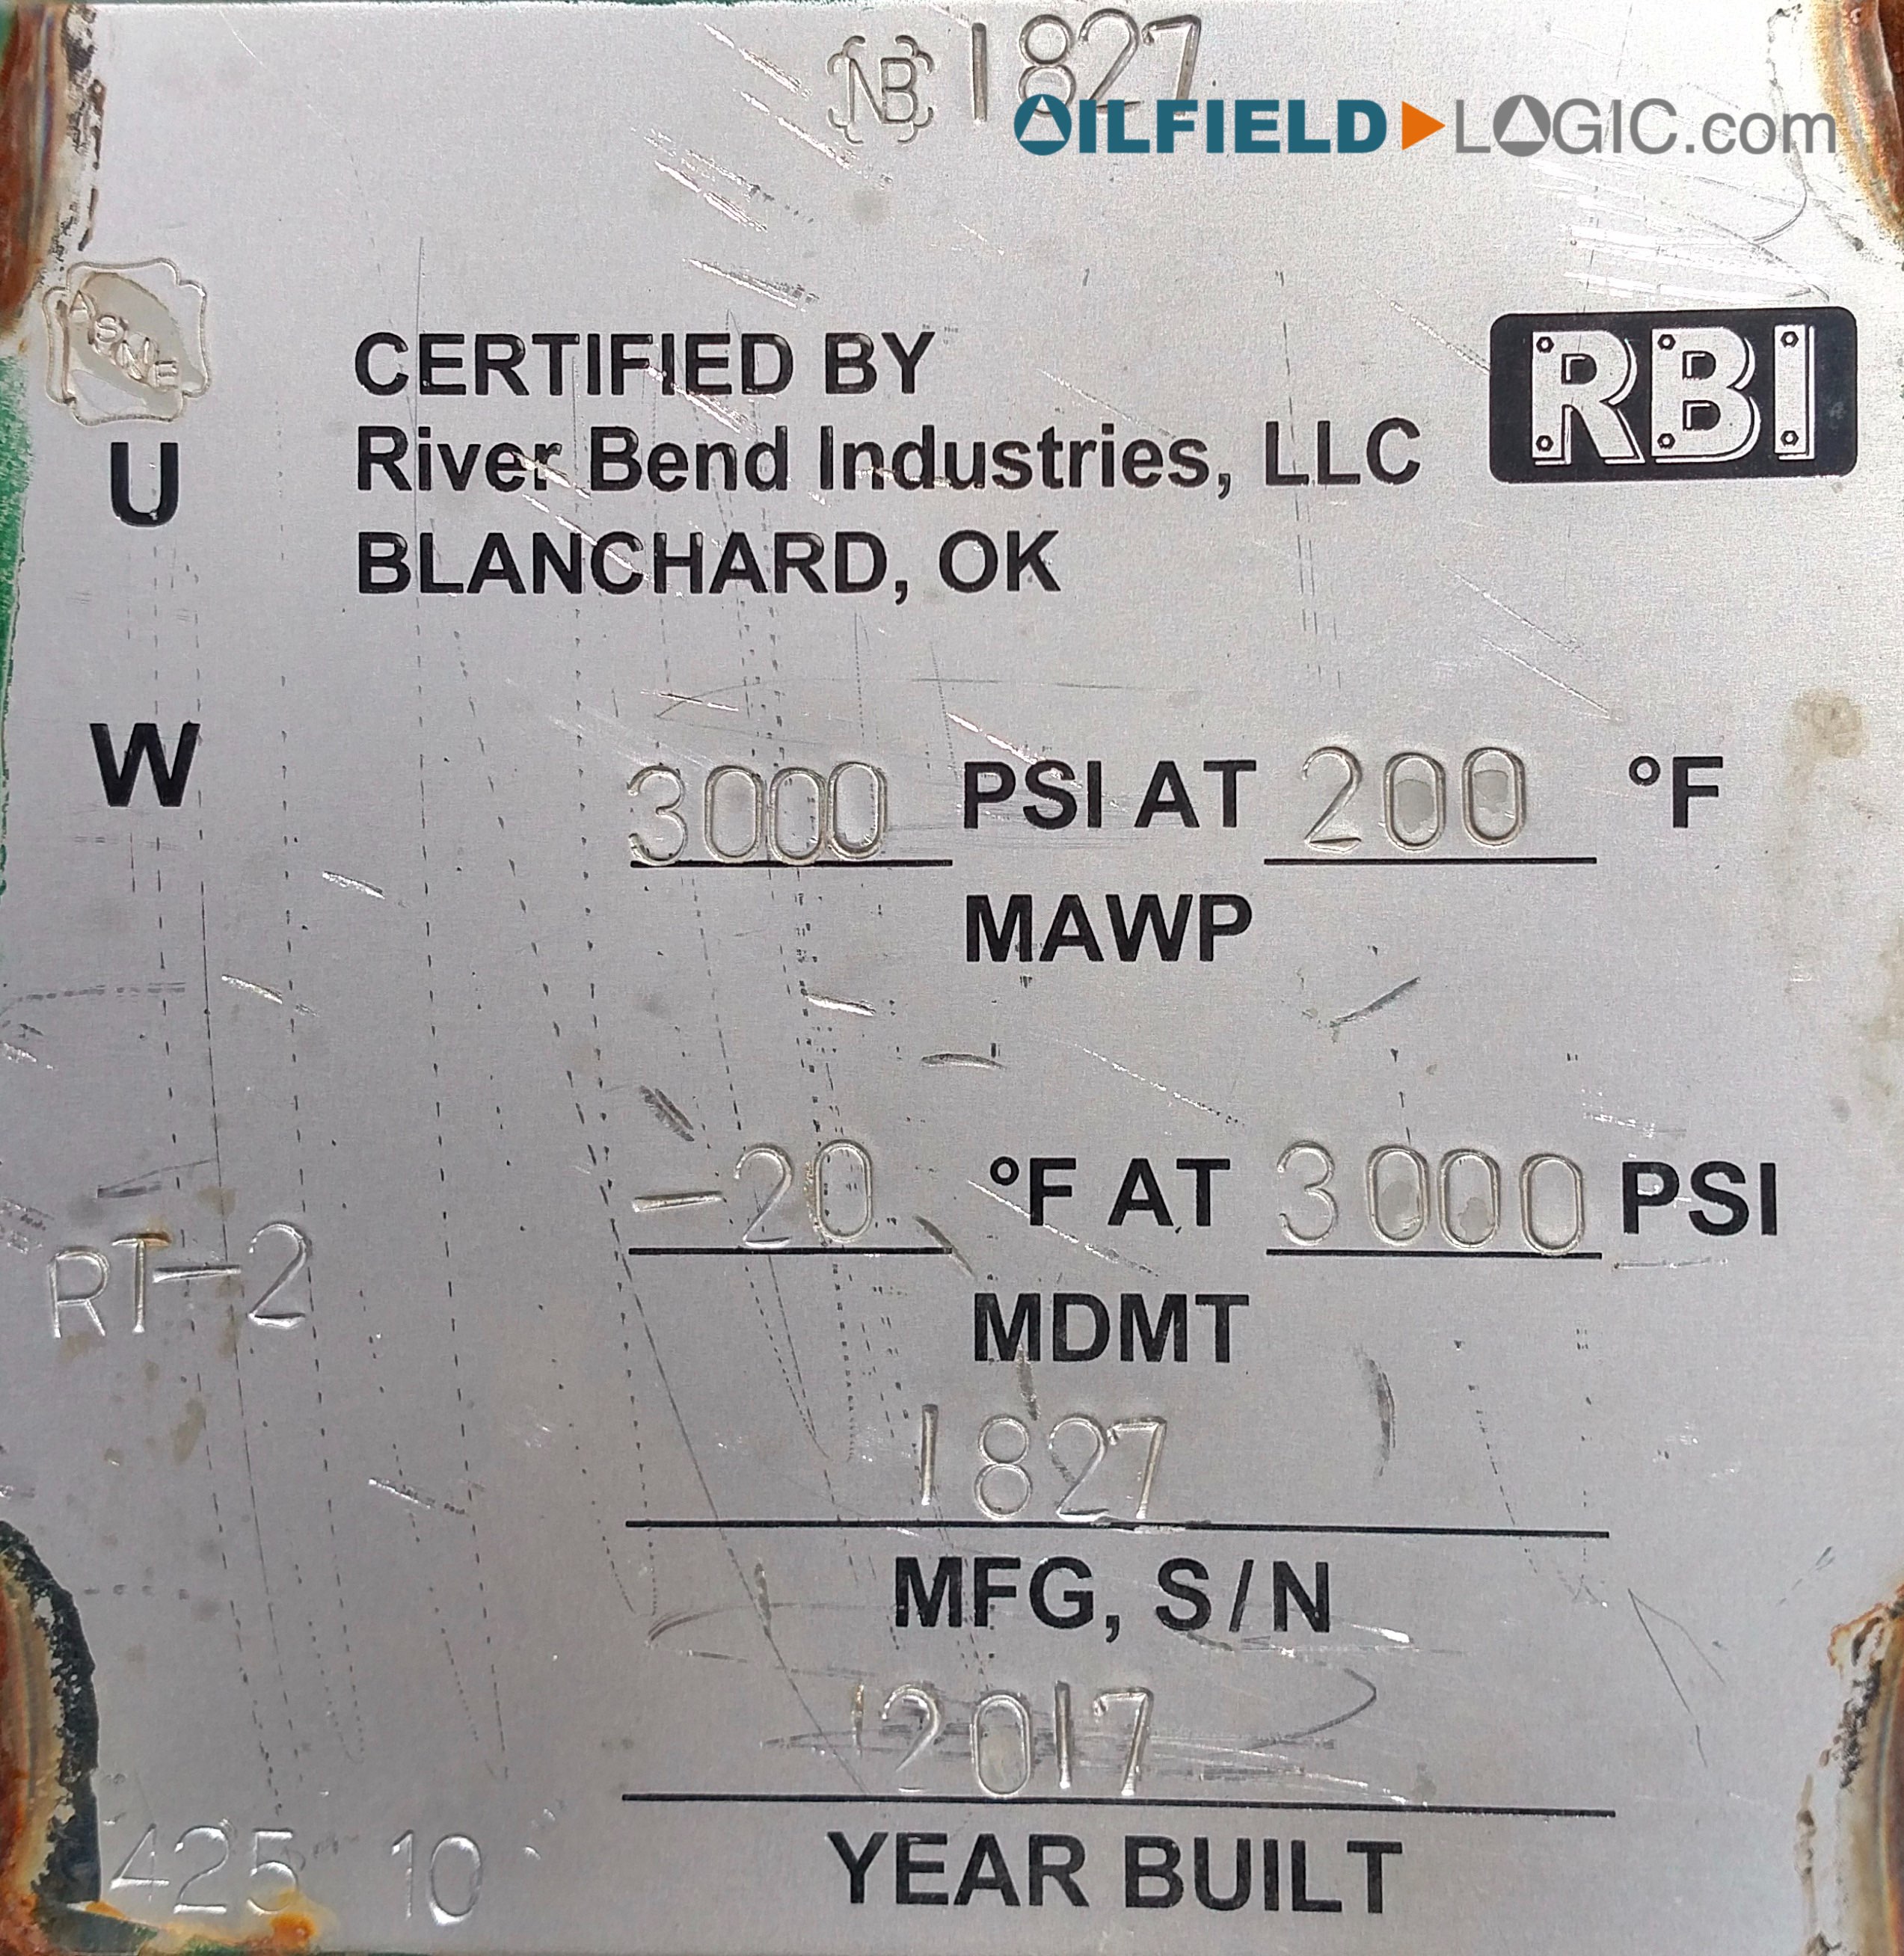 NB 1827
OILFIELD LOGIC.com
ASME
CERTIFIED BY
RBI
River Bend Industries, LLC
U
BLANCHARD, OK
W
3000 PSI AT 200 °F
MAWP
-20 °F AT 3000 PSI
RT-2
MDMT
1827
MFG, S/N
2017
425 10
YEAR BUILT